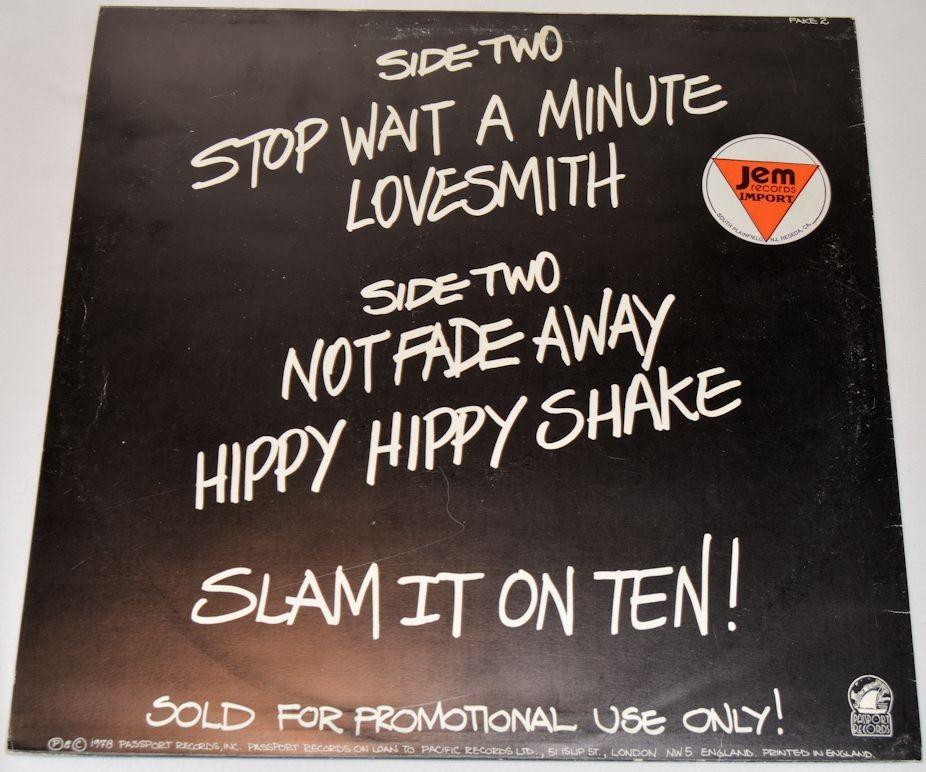 FAKE 2
SIDE TWO
STOP WAIT A MINUTE
LOVESMITH
Jem
records
IMPORT
SOUTH PLAINFIELD, N.J. RESEDA, CA.
SIDE TWO
NOT FADE AWAY
HIPPY HIPPY SHAKE
SLAM IT ON TEN!
SOLD FOR PROMOTIONAL USE ONLY!
PASSPORT
RECORDS
Ⓟ & © 1978 PASSPORT RECORDS, INC. PASSPORT RECORDS ON LOAN TO PACIFIC RECORDS LTD., 51 ISLIP ST., LONDON NW5 ENGLAND. PRINTED IN ENGLAND.